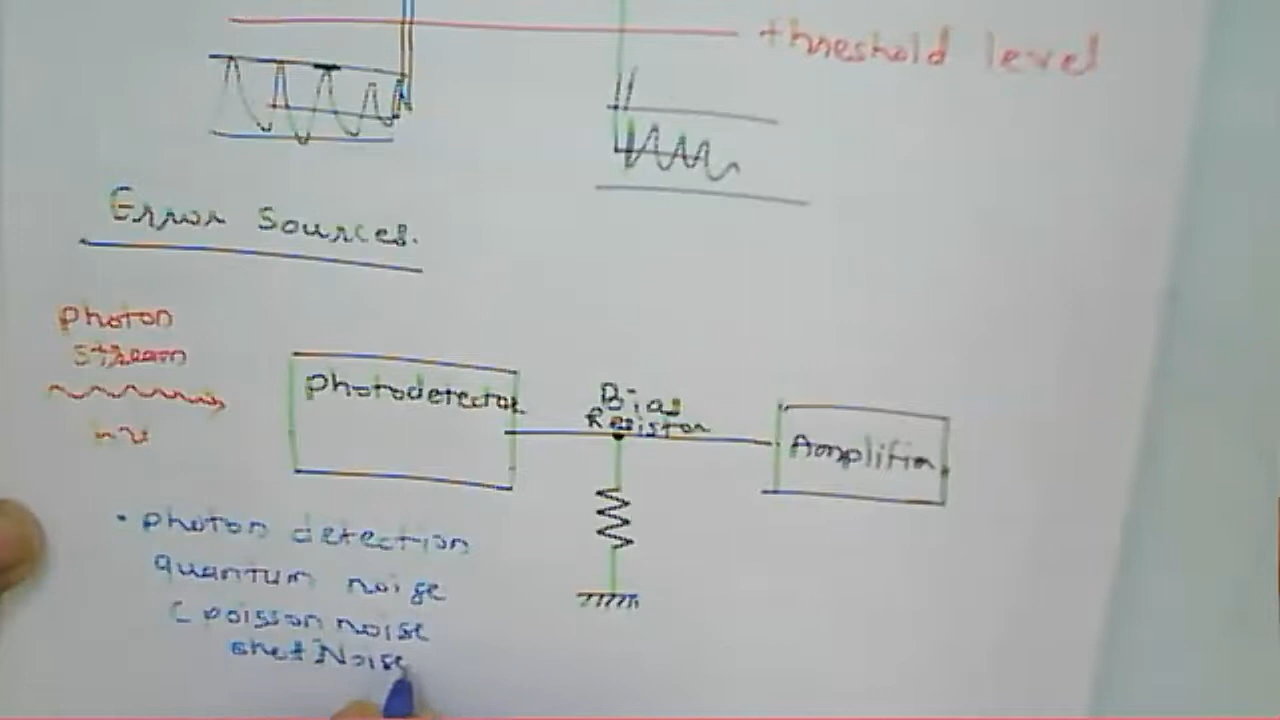 threshold level
Error Sources.
Photon
stream
hν
Photodetector
Bias
Resistor
Amplifier
• Photon detection
quantum noise
( poisson noise
shot Noise